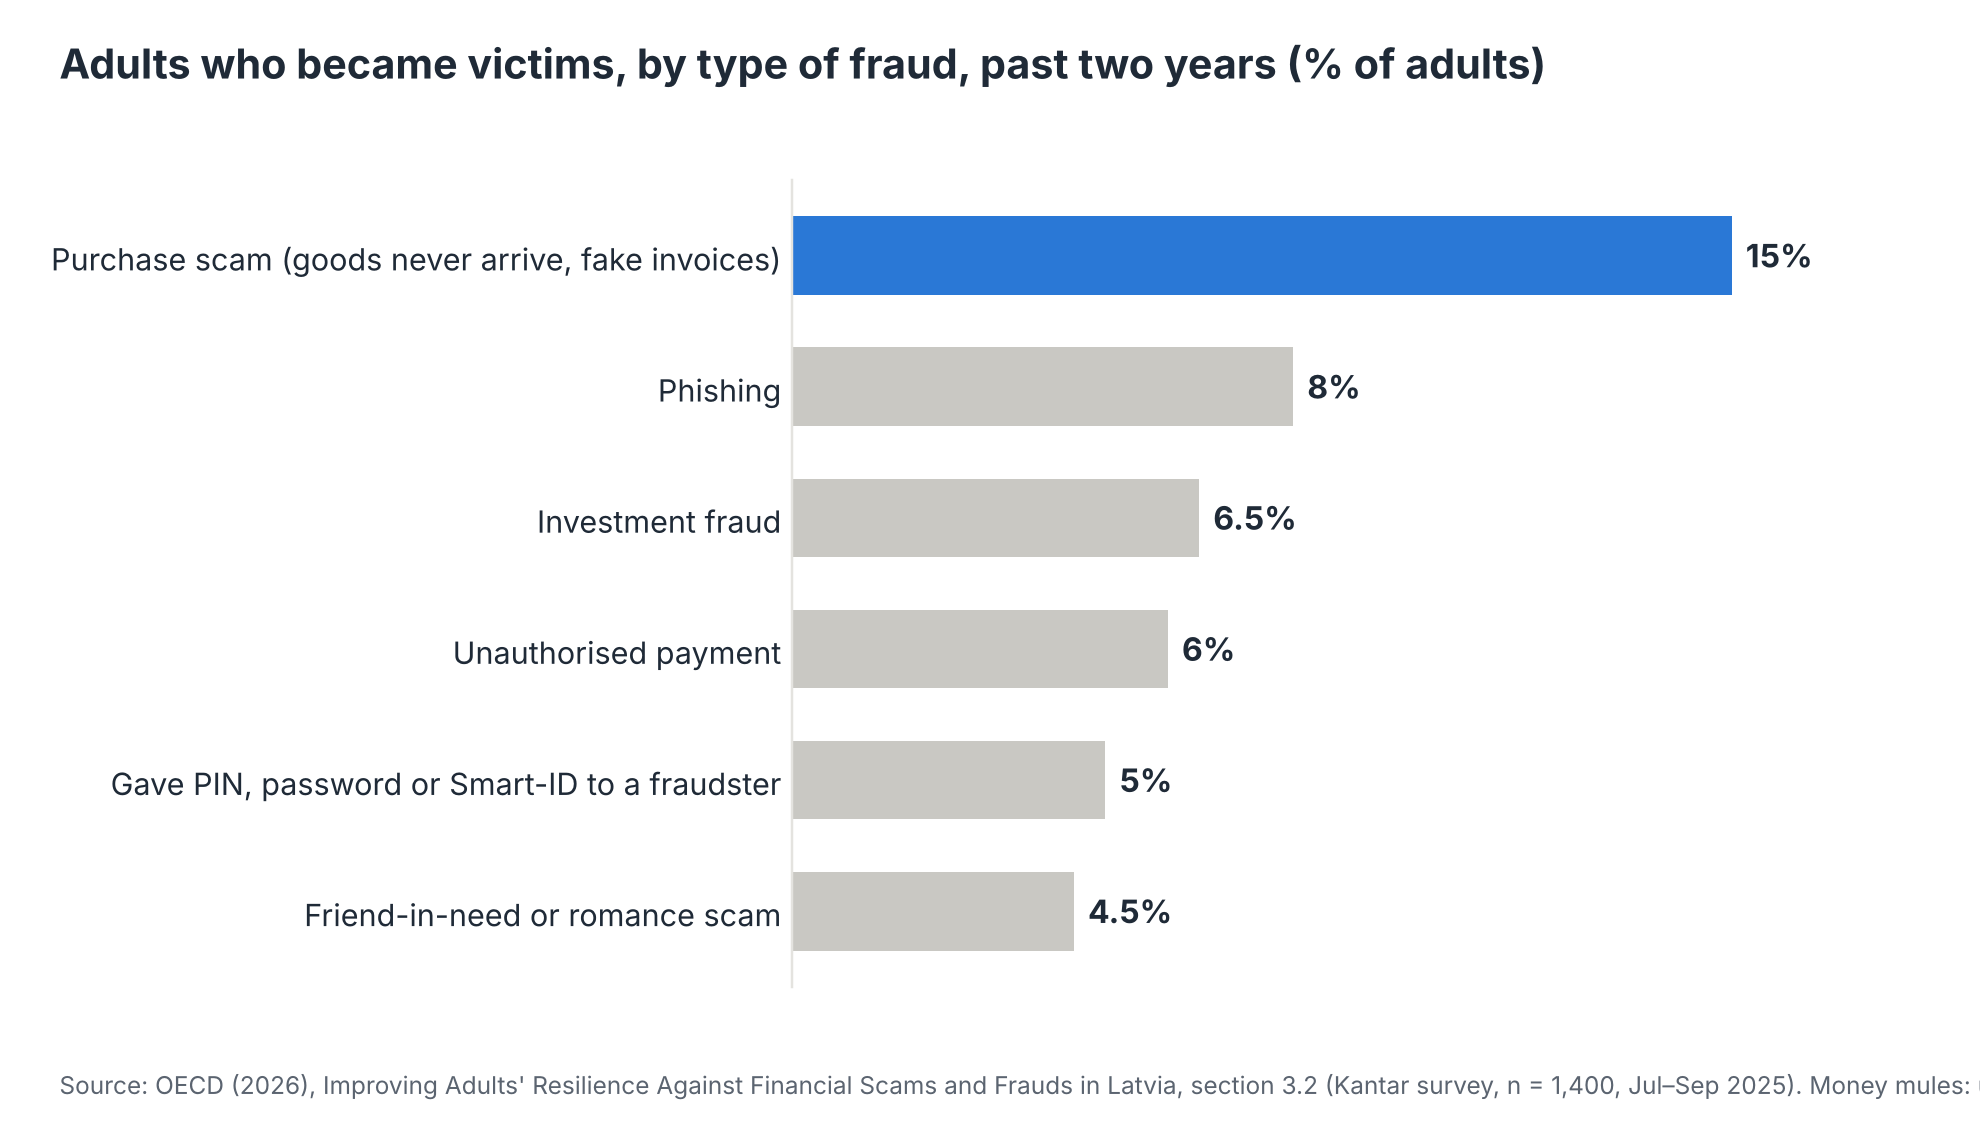 Adults who became victims, by type of fraud, past two years (% of adults)
Purchase scam (goods never arrive, fake invoices) 15%
Phishing 8%
Investment fraud 6.5%
Unauthorised payment 6%
Gave PIN, password or Smart-ID to a fraudster 5%
Friend-in-need or romance scam 4.5%
Source: OECD (2026), Improving Adults' Resilience Against Financial Scams and Frauds in Latvia, section 3.2 (Kantar survey, n = 1,400, Jul–Sep 2025). Money mules: